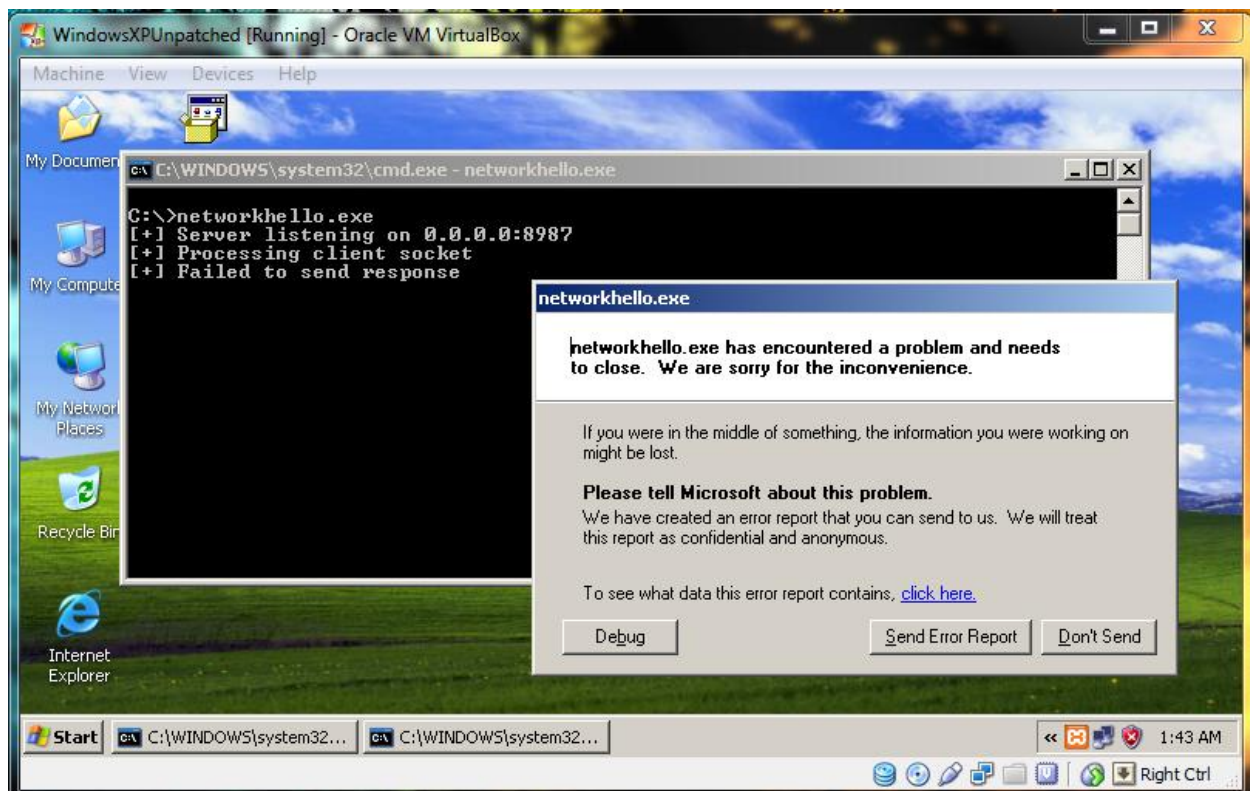 WindowsXPUnpatched [Running] - Oracle VM VirtualBox
Machine View Devices Help
My Documen
C:\WINDOWS\system32\cmd.exe - networkhello.exe
C:\>networkhello.exe
[+] Server listening on 0.0.0.0:8987
[+] Processing client socket
[+] Failed to send response
My Compute
My Networ
Places
Recycle Bin
Internet
Explorer
networkhello.exe
networkhello.exe has encountered a problem and needs
to close. We are sorry for the inconvenience.
If you were in the middle of something, the information you were working on
might be lost.
Please tell Microsoft about this problem.
We have created an error report that you can send to us. We will treat
this report as confidential and anonymous.
To see what data this error report contains, click here.
Debug
Send Error Report
Don't Send
Start
C:\WINDOWS\system32...
C:\WINDOWS\system32...
1:43 AM
Right Ctrl